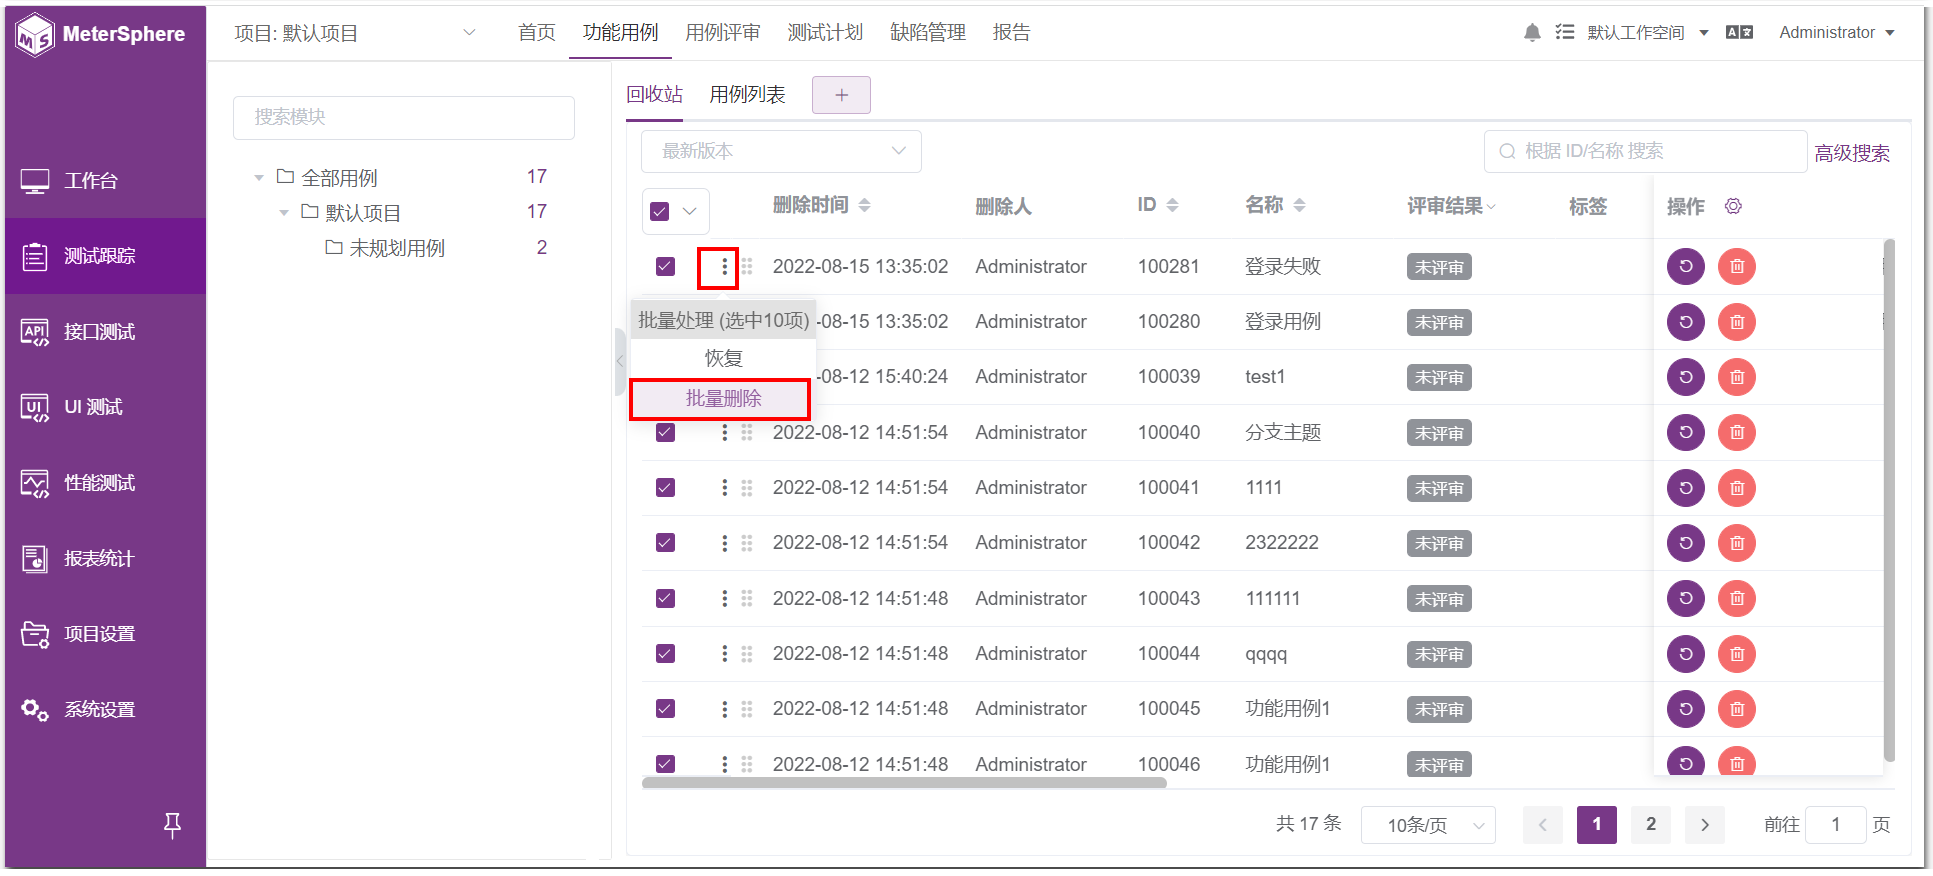 MeterSphere
项目: 默认项目
首页 功能用例 用例评审 测试计划 缺陷管理 报告
默认工作空间
Administrator
工作台
测试跟踪
接口测试
UI 测试
性能测试
报表统计
项目设置
系统设置
搜索模块
全部用例 17
默认项目 17
未规划用例 2
回收站 用例列表 +
最新版本
根据 ID/名称 搜索
高级搜索
删除时间 删除人 ID 名称 评审结果 标签 操作
2022-08-15 13:35:02 Administrator 100281 登录失败 未评审
批量处理 (选中10项)
恢复
批量删除
-08-15 13:35:02 Administrator 100280 登录用例 未评审
-08-12 15:40:24 Administrator 100039 test1 未评审
2022-08-12 14:51:54 Administrator 100040 分支主题 未评审
2022-08-12 14:51:54 Administrator 100041 1111 未评审
2022-08-12 14:51:54 Administrator 100042 2322222 未评审
2022-08-12 14:51:48 Administrator 100043 111111 未评审
2022-08-12 14:51:48 Administrator 100044 qqqq 未评审
2022-08-12 14:51:48 Administrator 100045 功能用例1 未评审
2022-08-12 14:51:48 Administrator 100046 功能用例1 未评审
共 17 条 10条/页 1 2 前往 1 页